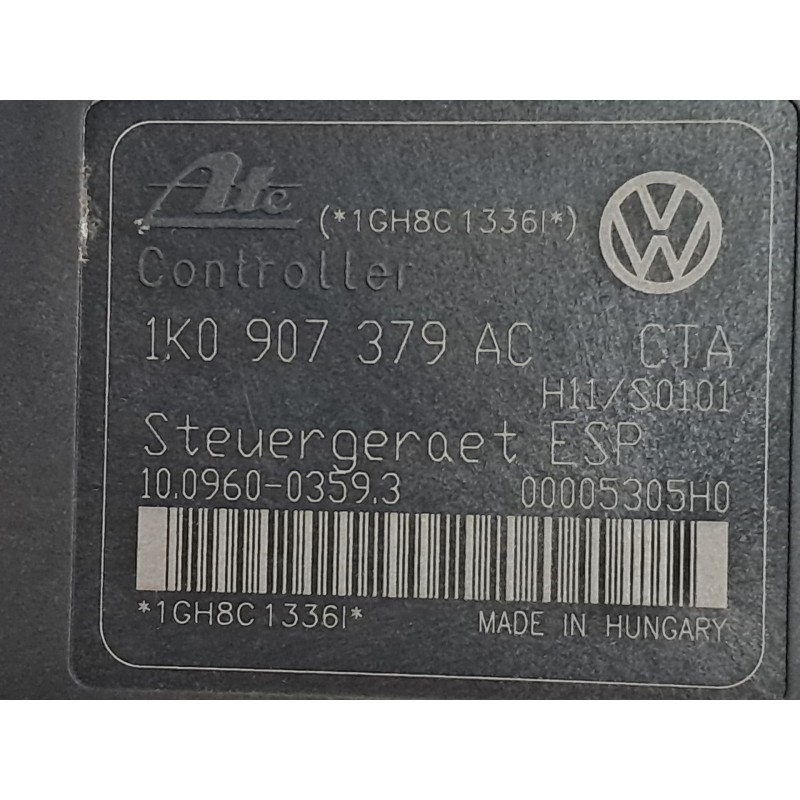 Ate (*1GH8C1336I*)
VW
Controller
1K0 907 379 AC CTA
H11/S0101
Steuergeraet ESP
10.0960-0359.3 00005305H0
*1GH8C1336I* MADE IN HUNGARY